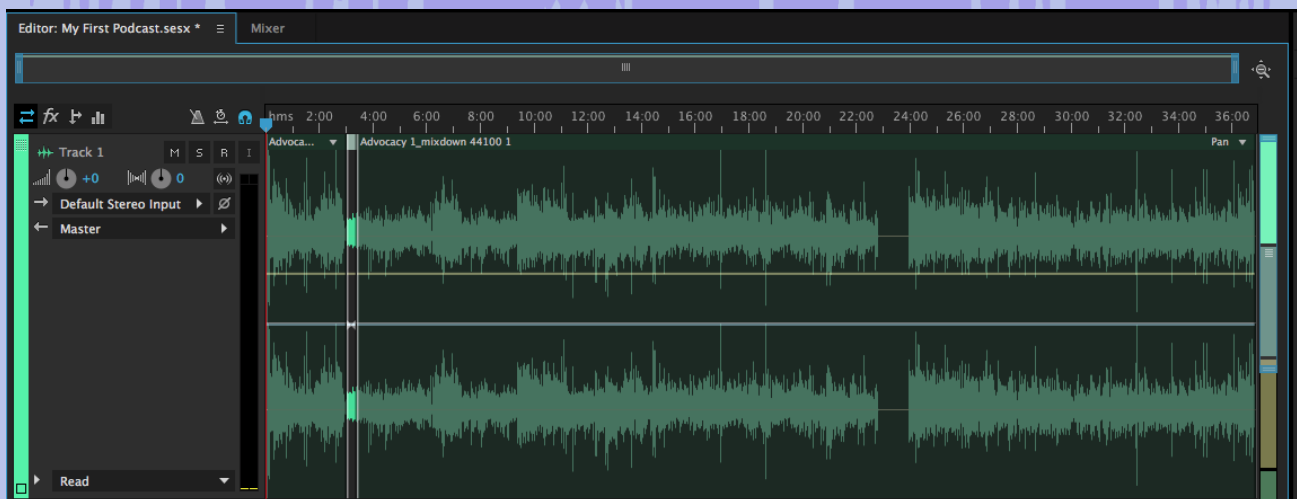 Editor: My First Podcast.sesx * Mixer
fx hms 2:00 4:00 6:00 8:00 10:00 12:00 14:00 16:00 18:00 20:00 22:00 24:00 26:00 28:00 30:00 32:00 34:00 36:00
Track 1 M S R I Advoca... Advocacy 1_mixdown 44100 1 Pan
+0 0
Default Stereo Input
Master
Read